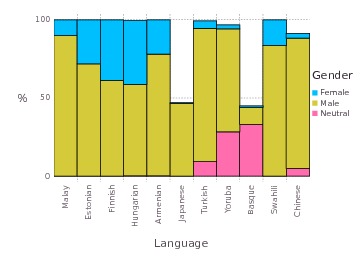 100
50
0
%
Gender
Female
Male
Neutral
Malay
Estonian
Finnish
Hungarian
Armenian
Japanese
Turkish
Yoruba
Basque
Swahili
Chinese
Language